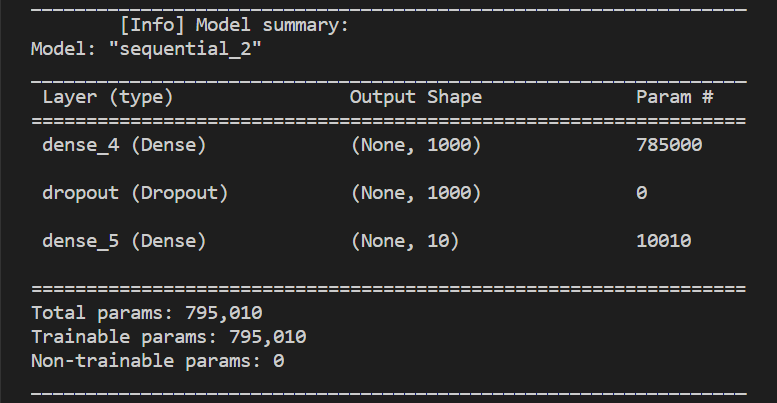 _________________________________________________________________
[Info] Model summary:
Model: "sequential_2"
_________________________________________________________________
Layer (type) Output Shape Param #
=================================================================
dense_4 (Dense) (None, 1000) 785000
dropout (Dropout) (None, 1000) 0
dense_5 (Dense) (None, 10) 10010
=================================================================
Total params: 795,010
Trainable params: 795,010
Non-trainable params: 0
_________________________________________________________________